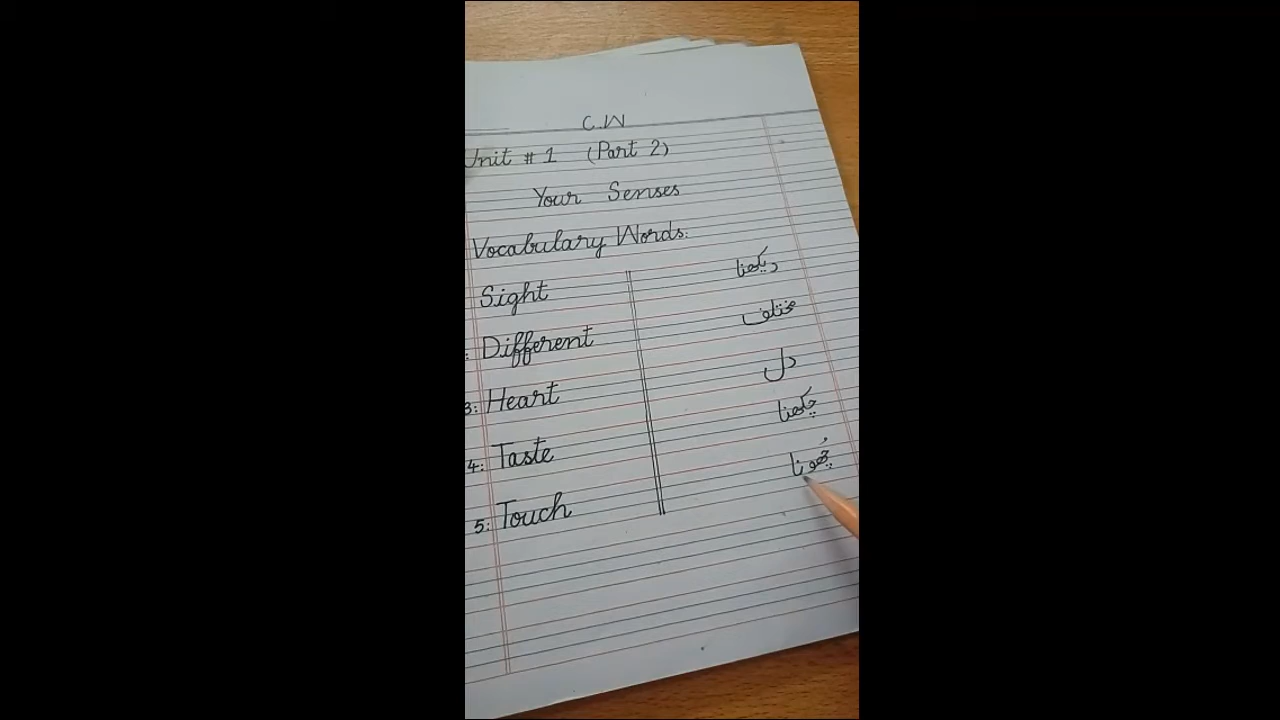 C.W
Unit # 1 (Part 2)
Your Senses
Vocabulary Words:
Sight دیکھنا
: Different مختلف
3: Heart دل
4: Taste چکھنا
5: Touch چُھونا